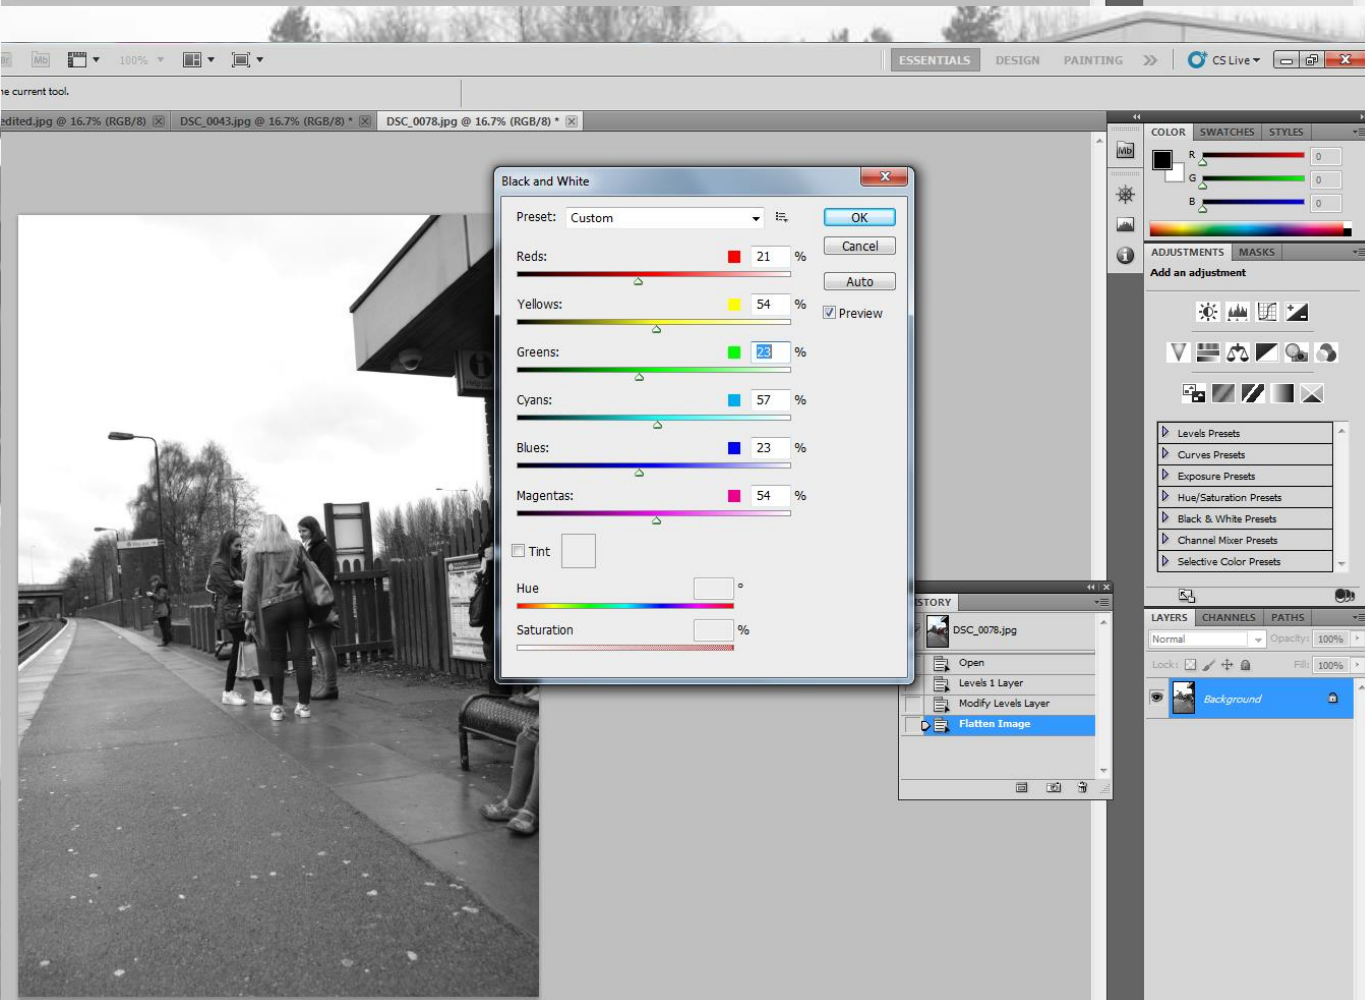 Mb
100%
ESSENTIALS DESIGN PAINTING
CS Live
ne current tool.
edited.jpg @ 16.7% (RGB/8)
DSC_0043.jpg @ 16.7% (RGB/8) *
DSC_0078.jpg @ 16.7% (RGB/8) *
Black and White
Preset: Custom
OK
Cancel
Auto
Preview
Reds: 21 %
Yellows: 54 %
Greens: 23 %
Cyans: 57 %
Blues: 23 %
Magentas: 54 %
Tint
Hue °
Saturation %
Mb
COLOR SWATCHES STYLES
R 0
G 0
B 0
ADJUSTMENTS MASKS
Add an adjustment
Levels Presets
Curves Presets
Exposure Presets
Hue/Saturation Presets
Black & White Presets
Channel Mixer Presets
Selective Color Presets
ISTORY
DSC_0078.jpg
Open
Levels 1 Layer
Modify Levels Layer
Flatten Image
LAYERS CHANNELS PATHS
Normal Opacity: 100%
Lock: Fill: 100%
Background